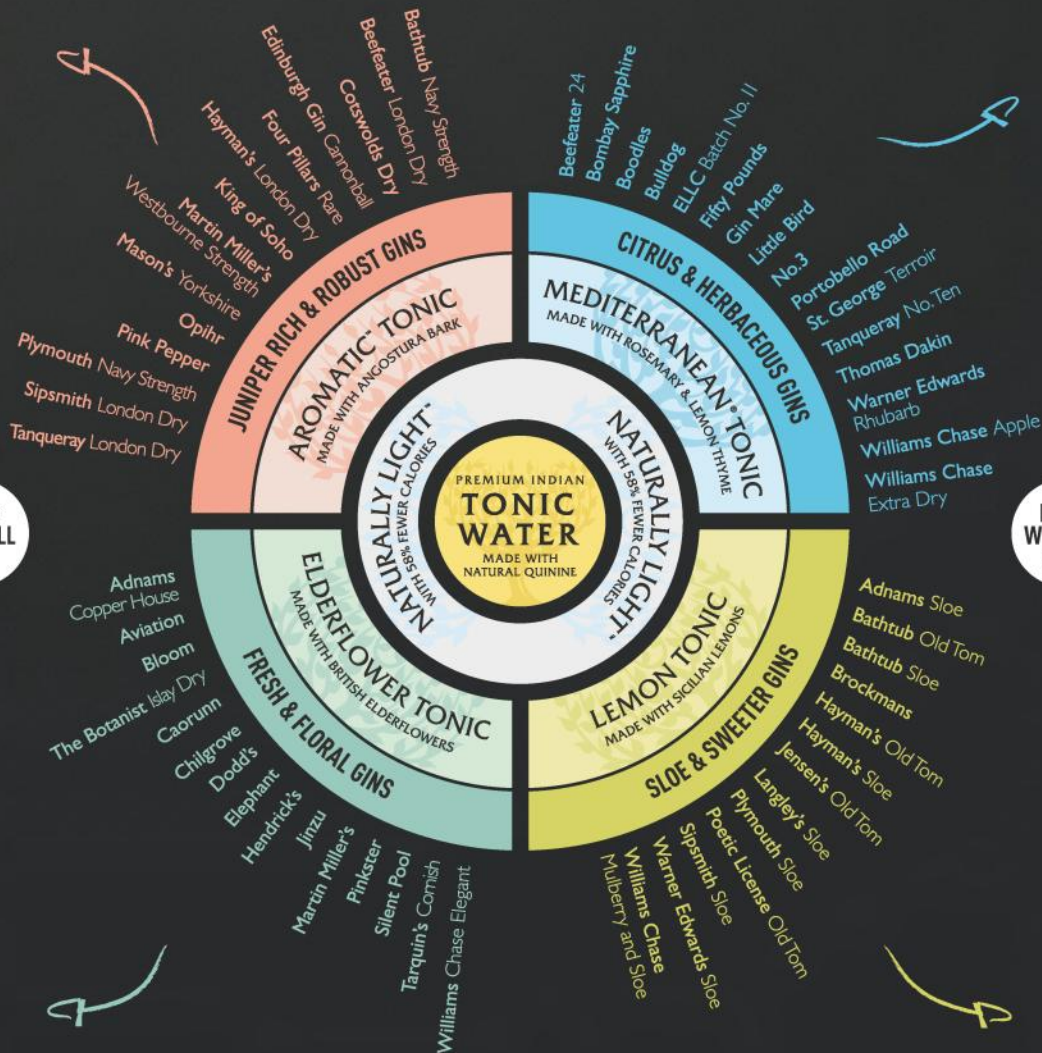 Bathtub Navy Strength
Beefeater London Dry
Cotswolds Dry
Edinburgh Gin Cannonball
Four Pillars Rare
Hayman's London Dry
King of Soho
Martin Miller's
Westbourne Strength
Mason's Yorkshire
Opihr
Pink Pepper
Plymouth Navy Strength
Sipsmith London Dry
Tanqueray London Dry
JUNIPER RICH & ROBUST GINS
AROMATIC™ TONIC
MADE WITH ANGOSTURA BARK
Beefeater 24
Bombay Sapphire
Boodles
Bulldog
ELLC Batch No. 11
Fifty Pounds
Gin Mare
Little Bird
No.3
Portobello Road
St. George Terroir
Tanqueray No.Ten
Thomas Dakin
Warner Edwards
Rhubarb
Williams Chase Apple
Williams Chase
Extra Dry
CITRUS & HERBACEOUS GINS
MEDITERRANEAN® TONIC
MADE WITH ROSEMARY & LEMON THYME
NATURALLY LIGHT™
WITH 58% FEWER CALORIES
PREMIUM INDIAN
TONIC
WATER
MADE WITH
NATURAL QUININE
NATURALLY LIGHT™
WITH 58% FEWER CALORIES
LL
W
ELDERFLOWER TONIC
MADE WITH BRITISH ELDERFLOWERS
FRESH & FLORAL GINS
Adnams
Copper House
Aviation
Bloom
The Botanist Islay Dry
Caorunn
Chilgrove
Dodd's
Elephant
Hendrick's
Jinzu
Martin Miller's
Pinkster
Silent Pool
Tarquin's Cornish
Williams Chase Elegant
LEMON TONIC
MADE WITH SICILIAN LEMONS
SLOE & SWEETER GINS
Adnams Sloe
Bathtub Old Tom
Bathtub Sloe
Brockmans
Hayman's Old Tom
Hayman's Sloe
Jensen's Old Tom
Langley's Sloe
Plymouth Sloe
Poetic License Old Tom
Sipsmith Sloe
Warner Edwards Sloe
Williams Chase
Mulberry and Sloe